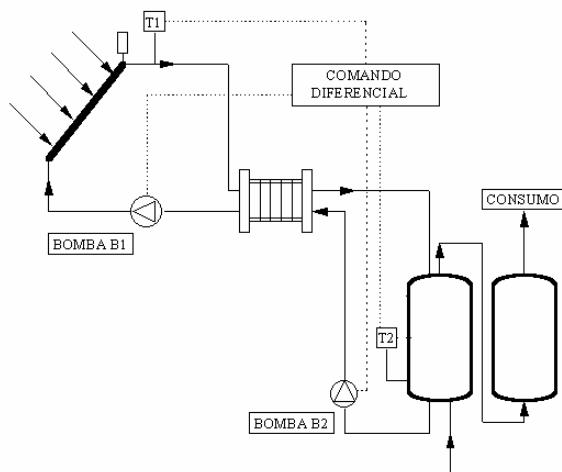 T1
COMANDO
DIFERENCIAL
CONSUMO
BOMBA B1
T2
BOMBA B2